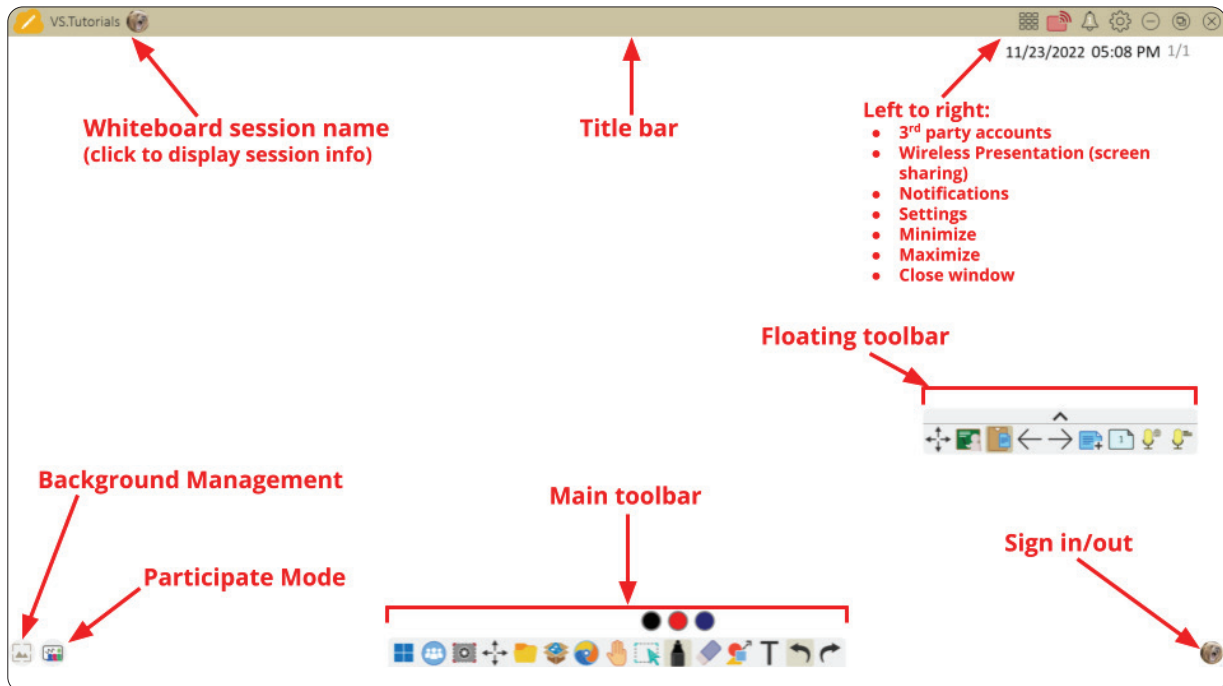 VS.Tutorials
11/23/2022 05:08 PM 1/1
Whiteboard session name
(click to display session info)
Title bar
Left to right:
● 3rd party accounts
● Wireless Presentation (screen
sharing)
● Notifications
● Settings
● Minimize
● Maximize
● Close window
Floating toolbar
1
Background Management
Main toolbar
Sign in/out
Participate Mode
T